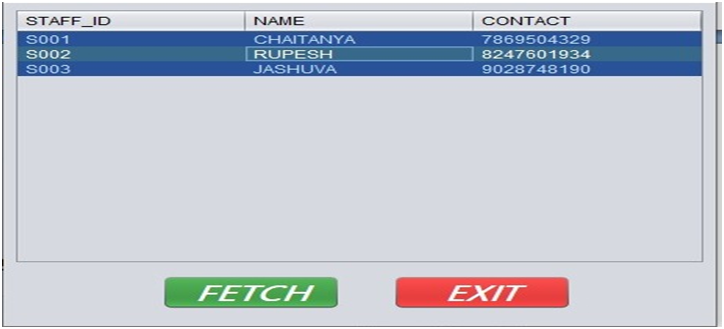 STAFF_ID NAME CONTACT
S001 CHAITANYA 7869504329
S002 RUPESH 8247601934
S003 JASHUVA 9028748190
FETCH EXIT